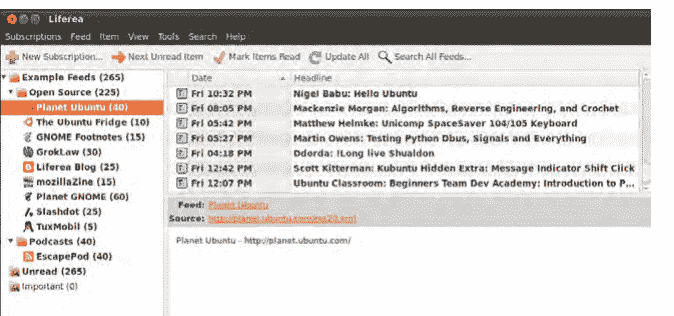 Liferea
Subscriptions Feed Item View Tools Search Help
New Subscription... Next Unread Item Mark Items Read Update All Search All Feeds...
Example Feeds (265)
Open Source (225)
Planet Ubuntu (40)
The Ubuntu Fridge (10)
GNOME Footnotes (15)
GrokLaw (30)
Liferea Blog (25)
mozillaZine (15)
Planet GNOME (60)
Slashdot (25)
TuxMobil (5)
Podcasts (40)
EscapePod (40)
Unread (265)
Important (0)
Date Headline
Fri 10:32 PM Nigel Babu: Hello Ubuntu
Fri 08:05 PM Mackenzie Morgan: Algorithms, Reverse Engineering, and Crochet
Fri 05:42 PM Matthew Helmke: Unicomp SpaceSaver 104/105 Keyboard
Fri 05:27 PM Martin Owens: Testing Python Dbus, Signals and Everything
Fri 04:18 PM Ddorda: !Long live Shualdon
Fri 12:42 PM Scott Kitterman: Kubuntu Hidden Extra: Message Indicator Shift Click
Fri 12:07 PM Ubuntu Classroom: Beginners Team Dev Academy: Introduction to P...
Feed: Planet Ubuntu
Source: http://planet.ubuntu.com/rss20.xml
Planet Ubuntu - http://planet.ubuntu.com/